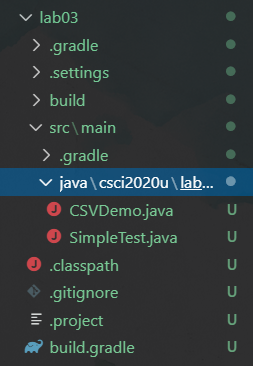 lab03
.gradle
.settings
build
src\main
.gradle
java\csci2020u\lab...
CSVDemo.java U
SimpleTest.java U
.classpath U
.gitignore U
.project U
build.gradle U